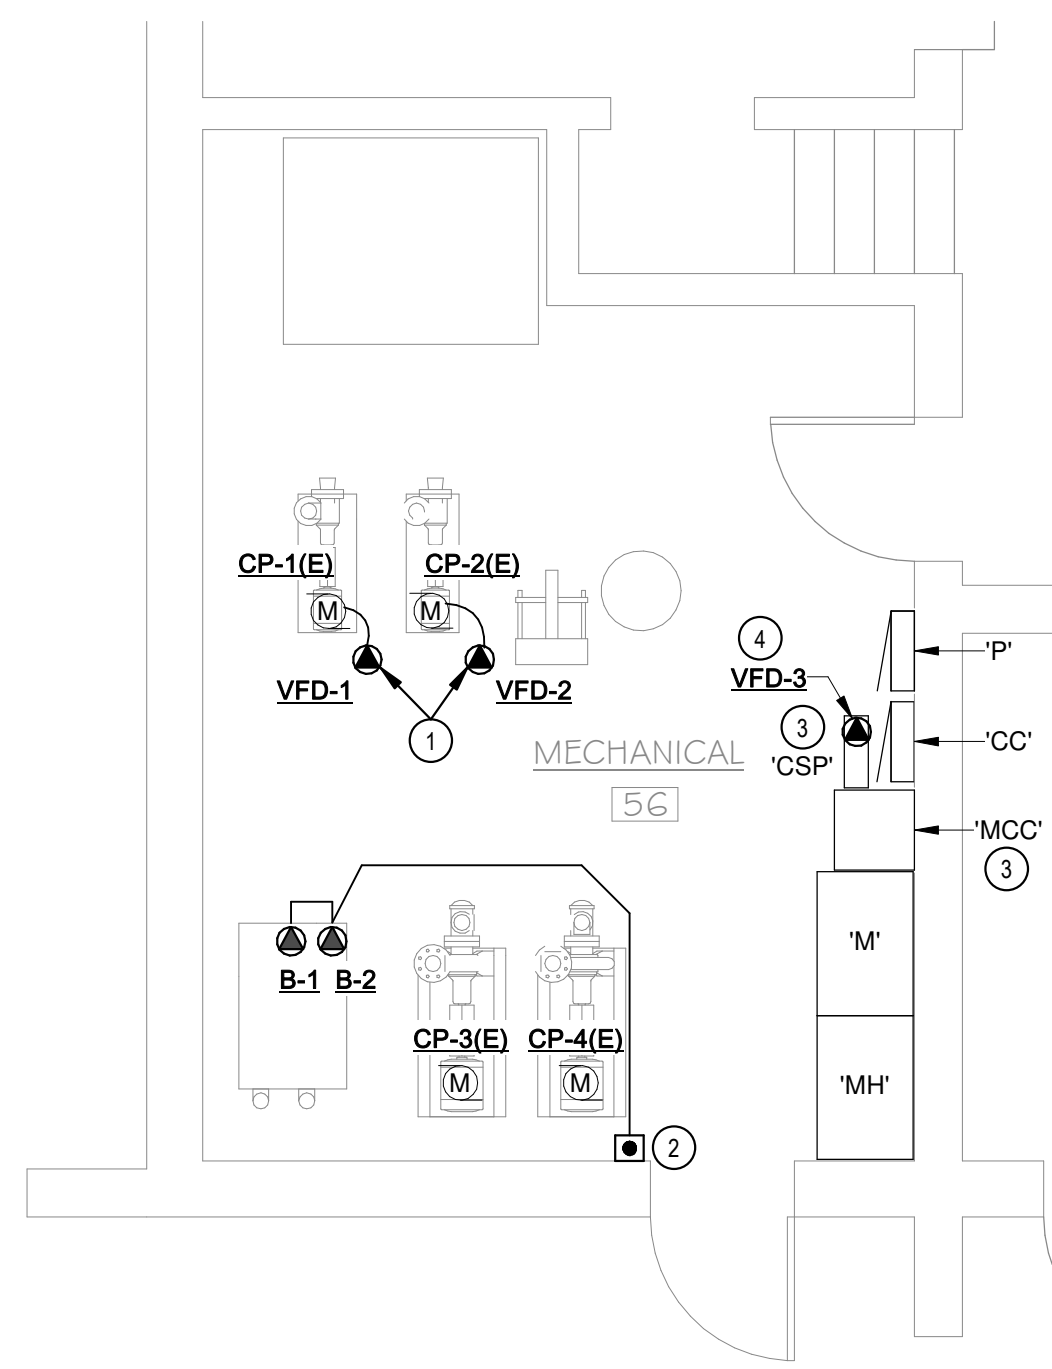 CP-1(E)
CP-2(E)
M
M
VFD-1
VFD-2
1
4
VFD-3
'P'
3
'CSP'
'CC'
MECHANICAL
56
'MCC'
3
'M'
B-1
B-2
CP-3(E)
CP-4(E)
M
M
'MH'
2